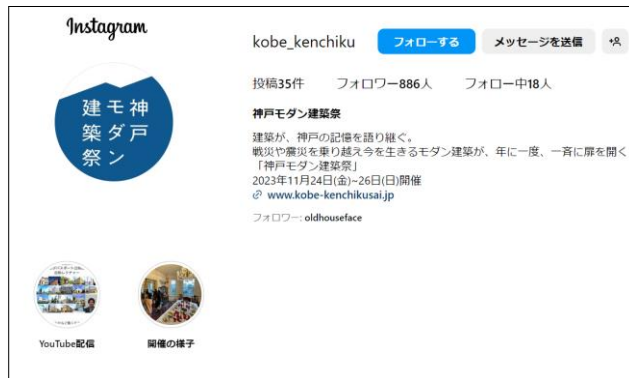 Instagram
kobe_kenchiku フォローする メッセージを送信
投稿35件 フォロワー886人 フォロー中18人
神戸モダン建築祭
神戸
モダン
建築祭
建築が、神戸の記憶を語り継ぐ。
戦災や震災を乗り越え今を生きるモダン建築が、年に一度、一斉に扉を開く
「神戸モダン建築祭」
2023年11月24日(金)~26日(日)開催
www.kobe-kenchikusai.jp
フォロワー: oldhouseface
YouTube配信 開催の様子